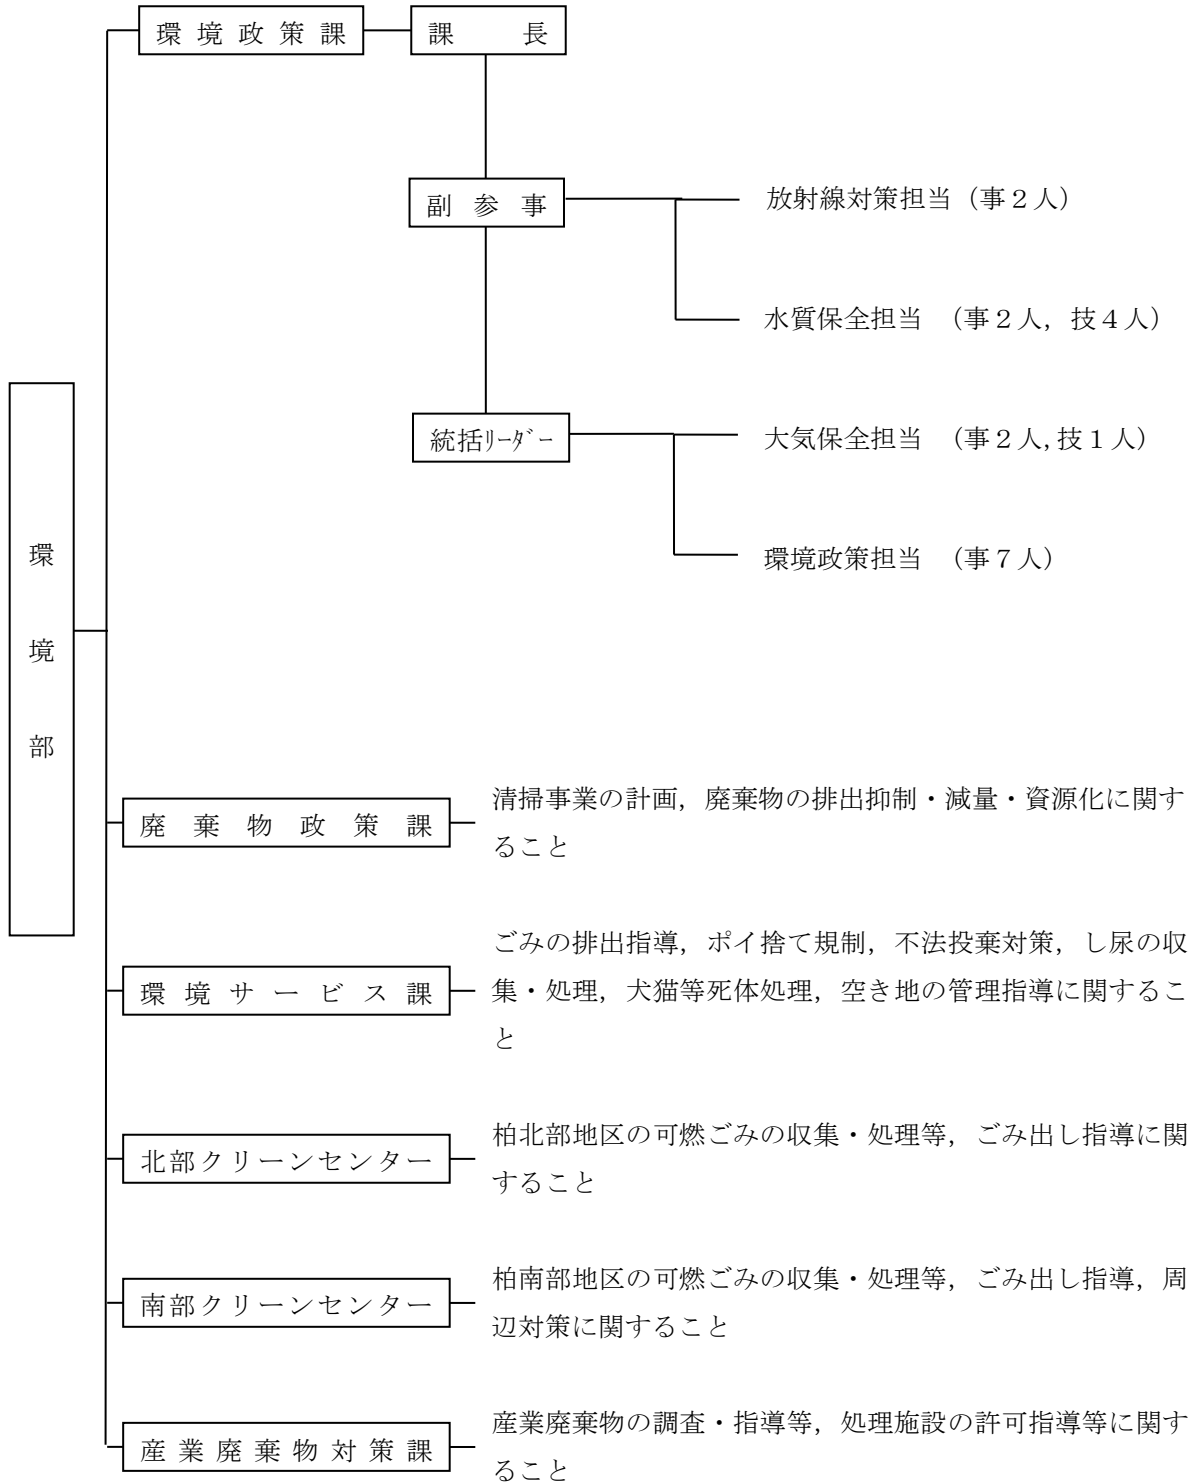 環境政策課
課長
副参事
放射線対策担当（事２人）
水質保全担当　（事２人，技４人）
統括ﾘｰﾀﾞｰ
大気保全担当　（事２人,技１人）
環境政策担当　（事７人）
環境部
廃棄物政策課
清掃事業の計画，廃棄物の排出抑制・減量・資源化に関す
ること
環境サービス課
ごみの排出指導，ポイ捨て規制，不法投棄対策，し尿の収
集・処理，犬猫等死体処理，空き地の管理指導に関するこ
と
北部クリーンセンター
柏北部地区の可燃ごみの収集・処理等，ごみ出し指導に関
すること
南部クリーンセンター
柏南部地区の可燃ごみの収集・処理等，ごみ出し指導，周
辺対策に関すること
産業廃棄物対策課
産業廃棄物の調査・指導等，処理施設の許可指導等に関す
ること